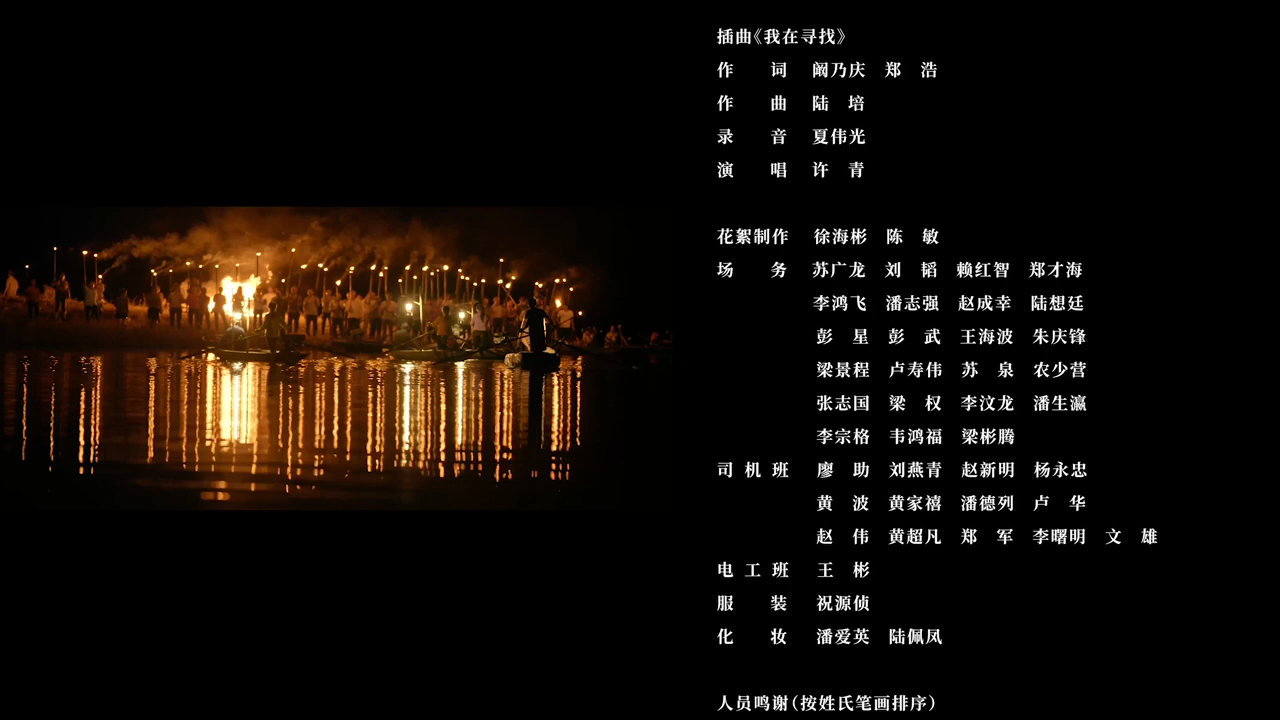 插曲《我在寻找》
作 词 阚乃庆 郑 浩
作 曲 陆 培
录 音 夏伟光
演 唱 许 青
花絮制作 徐海彬 陈 敏
场 务 苏广龙 刘 韬 赖红智 郑才海
李鸿飞 潘志强 赵成幸 陆想廷
彭 星 彭 武 王海波 朱庆锋
梁景程 卢寿伟 苏 泉 农少营
张志国 梁 权 李汶龙 潘生瀛
李宗格 韦鸿福 梁彬腾
司机班 廖 助 刘燕青 赵新明 杨永忠
黄 波 黄家禧 潘德列 卢 华
赵 伟 黄超凡 郑 军 李曙明 文 雄
电工班 王 彬
服 装 祝源侦
化 妆 潘爱英 陆佩凤
人员鸣谢(按姓氏笔画排序)